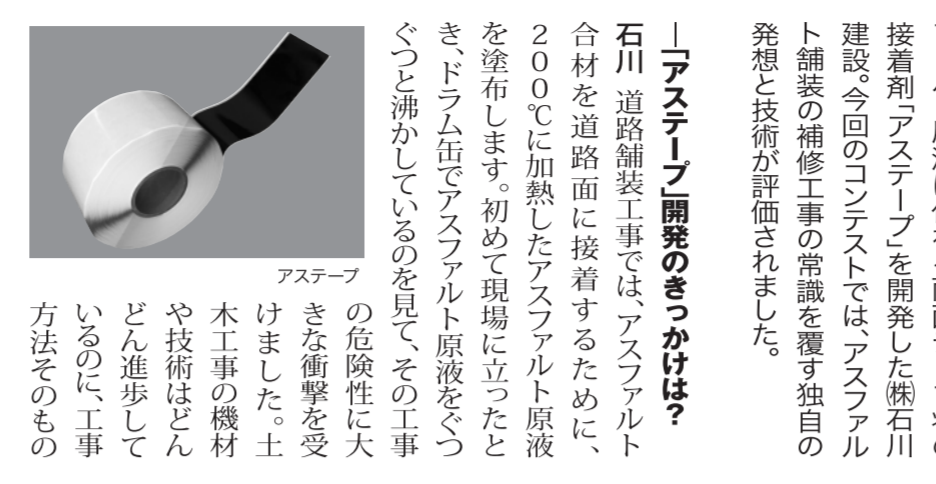 接着剤「アステープ」を開発した㈱石川
建設。今回のコンテストでは、アスファル
ト舗装の補修工事の常識を覆す独自の
発想と技術が評価されました。
―「アステープ」開発のきっかけは？
石川 道路舗装工事では、アスファルト
合材を道路面に接着するために、
200℃に加熱したアスファルト原液
を塗布します。初めて現場に立ったと
き、ドラム缶でアスファルト原液をぐつ
ぐつと沸かしているのを見て、その工事
の危険性に大
きな衝撃を受
けました。土
木工事の機材
や技術はどん
どん進歩して
いるのに、工事
方法そのもの
アステープ